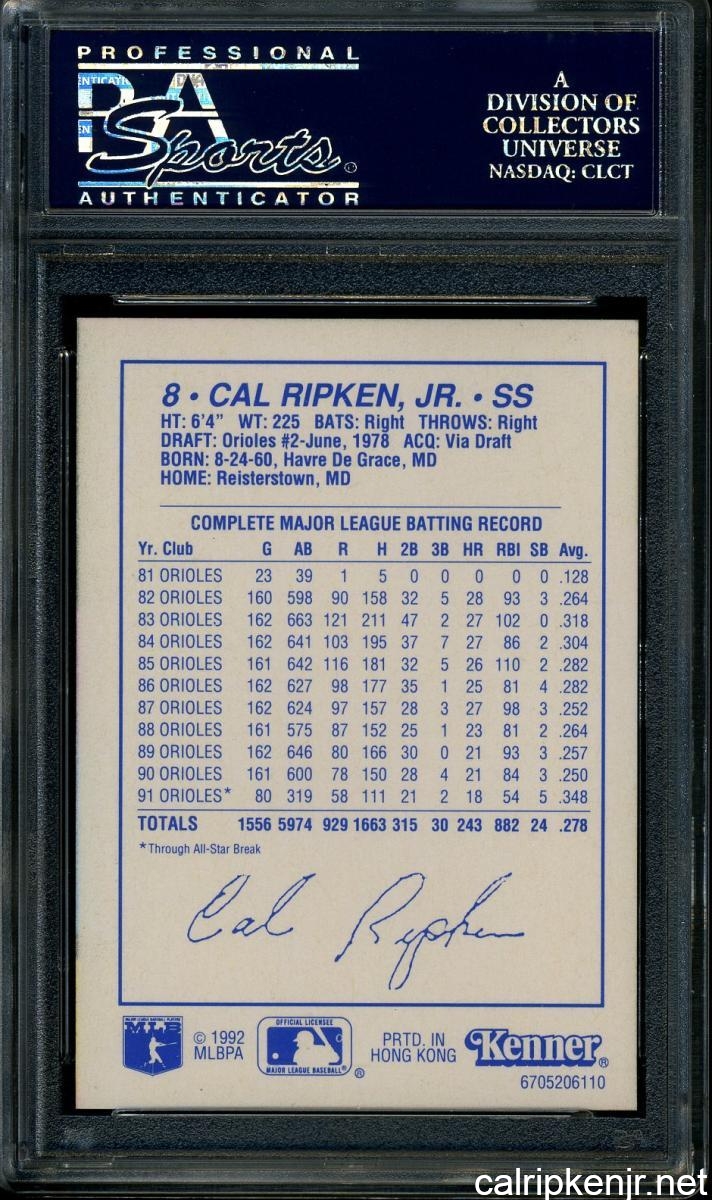 PROFESSIONAL
PSA
Sports
AUTHENTICATOR
A
DIVISION OF
COLLECTORS
UNIVERSE
NASDAQ: CLCT
8 • CAL RIPKEN, JR. • SS
HT: 6'4" WT: 225 BATS: Right THROWS: Right
DRAFT: Orioles #2-June, 1978 ACQ: Via Draft
BORN: 8-24-60, Havre De Grace, MD
HOME: Reisterstown, MD
COMPLETE MAJOR LEAGUE BATTING RECORD
Yr. Club G AB R H 2B 3B HR RBI SB Avg.
81 ORIOLES 23 39 1 5 0 0 0 0 0 .128
82 ORIOLES 160 598 90 158 32 5 28 93 3 .264
83 ORIOLES 162 663 121 211 47 2 27 102 0 .318
84 ORIOLES 162 641 103 195 37 7 27 86 2 .304
85 ORIOLES 161 642 116 181 32 5 26 110 2 .282
86 ORIOLES 162 627 98 177 35 1 25 81 4 .282
87 ORIOLES 162 624 97 157 28 3 27 98 3 .252
88 ORIOLES 161 575 87 152 25 1 23 81 2 .264
89 ORIOLES 162 646 80 166 30 0 21 93 3 .257
90 ORIOLES 161 600 78 150 28 4 21 84 3 .250
91 ORIOLES* 80 319 58 111 21 2 18 54 5 .348
TOTALS 1556 5974 929 1663 315 30 243 882 24 .278
*Through All-Star Break
Cal Ripken
MAJOR LEAGUE BASEBALL PLAYERS
MLB
© 1992
MLBPA
OFFICIAL LICENSEE
MAJOR LEAGUE BASEBALL®
PRTD. IN
HONG KONG
Kenner®
6705206110
calripkenjr.net